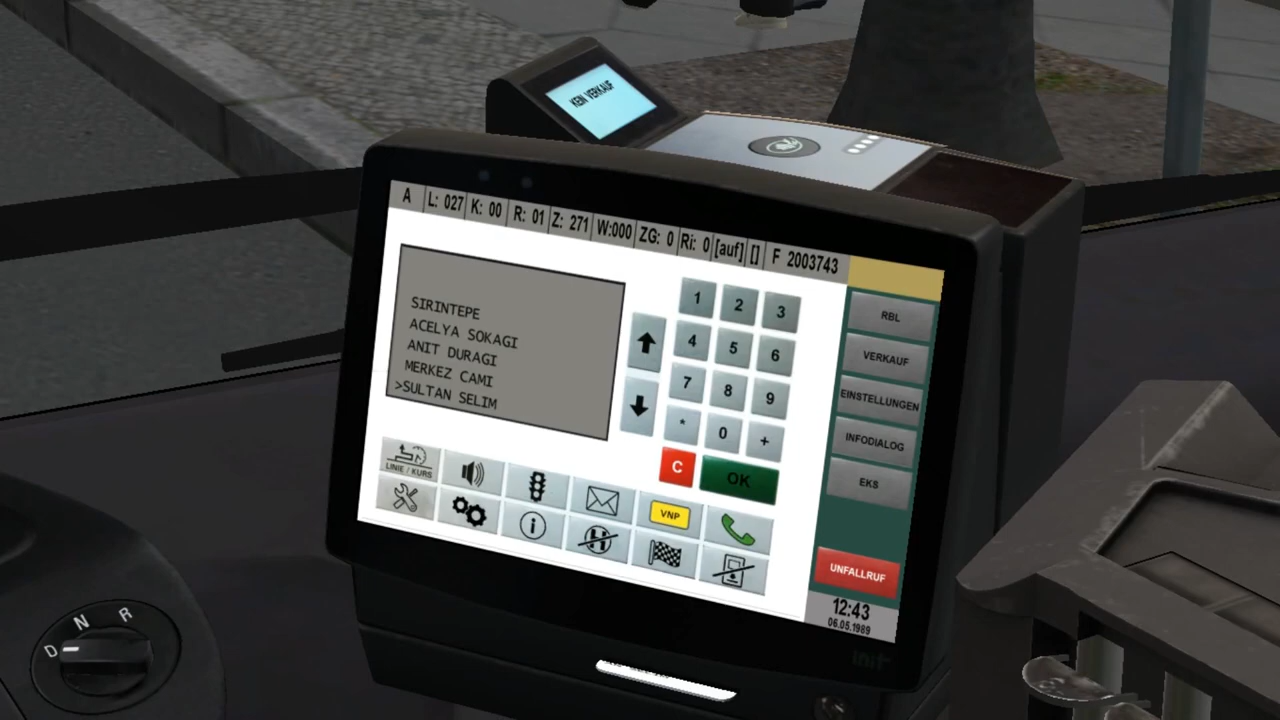 KEIN VERKAUF
A L: 027 K: 00 R: 01 Z: 271 W:000 ZG: 0 Ri: 0 [auf] [] F 2003743
SIRINTEPE
ACELYA SOKAGI
ANIT DURAGI
MERKEZ CAMI
>SULTAN SELIM
1 2 3
4 5 6
7 8 9
* 0 +
C OK
LINIE / KURS
VNP
RBL
VERKAUF
EINSTELLUNGEN
INFODIALOG
EKS
UNFALLRUF
12:43
06.05.1989
init
D N R